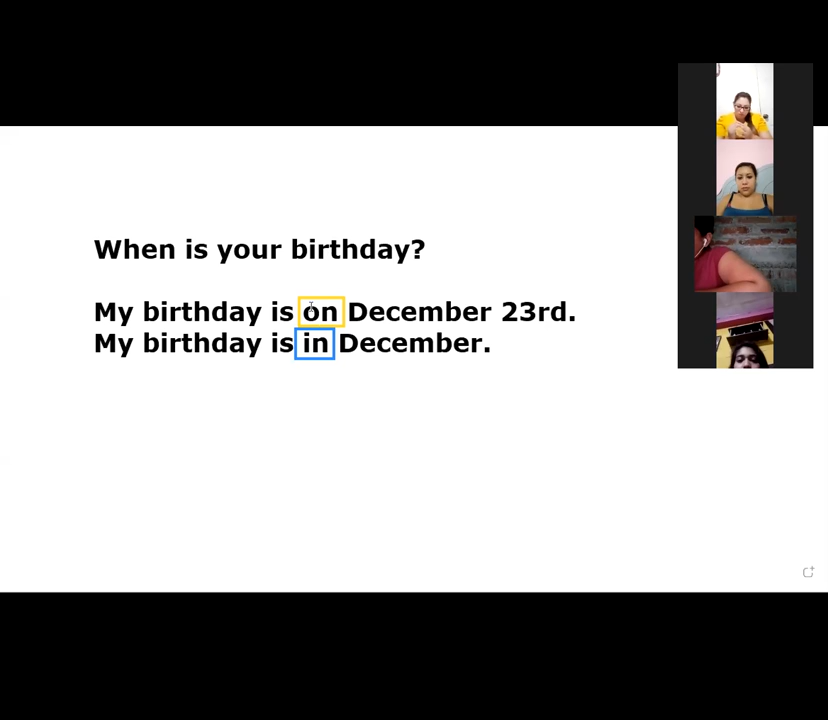 When is your birthday?
My birthday is on December 23rd.
My birthday is in December.